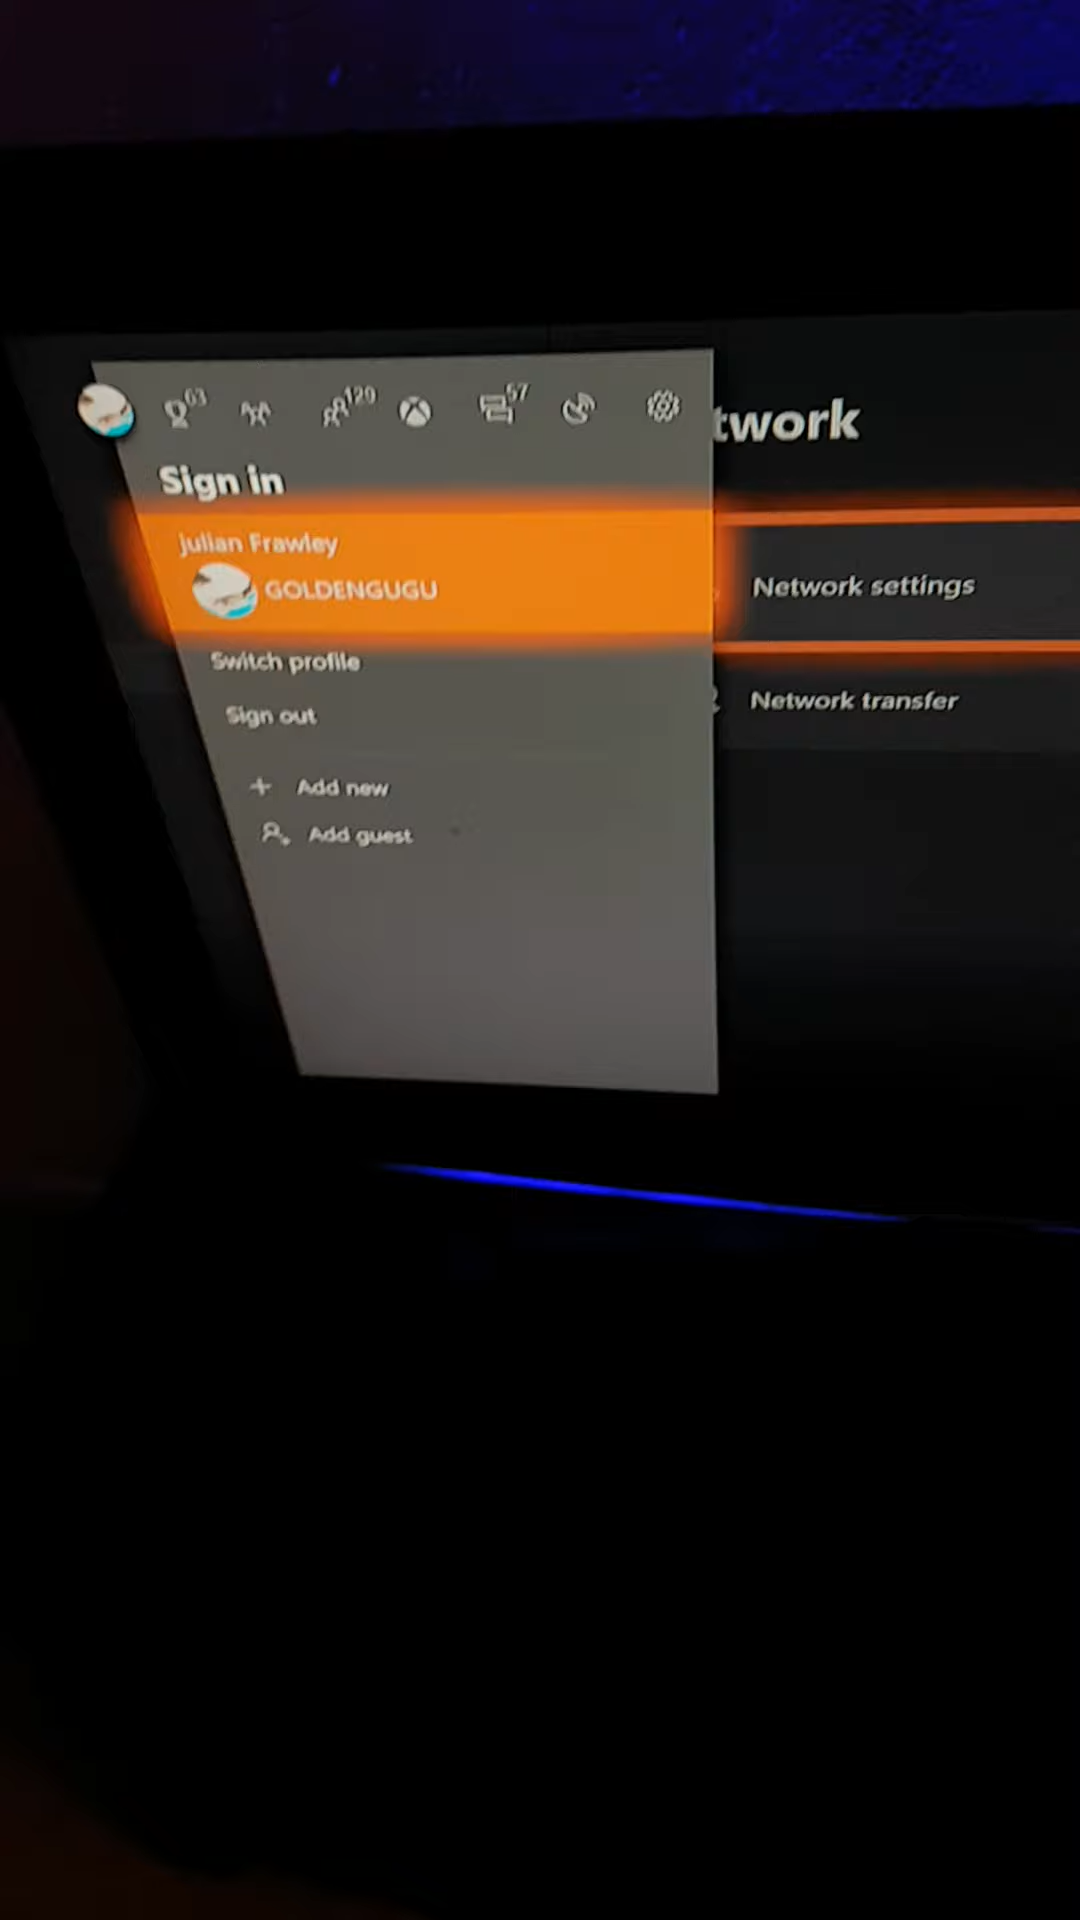 63
129
57
twork
Sign in
Julian Frawley
GOLDENGUGU
Network settings
Switch profile
Network transfer
Sign out
Add new
Add guest